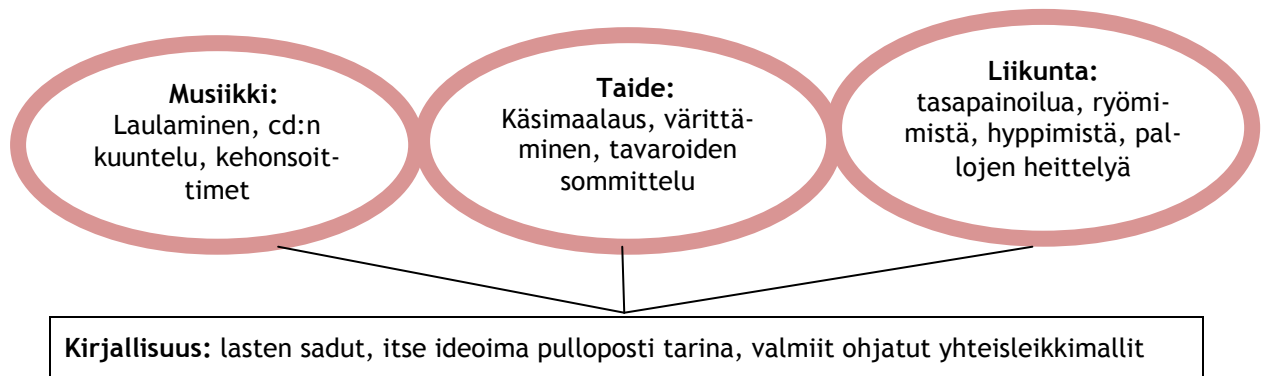 Musiikki:
Laulaminen, cd:n
kuuntelu, kehonsoit-
timet
Taide:
Käsimaalaus, värittä-
minen, tavaroiden
sommittelu
Liikunta:
tasapainoilua, ryömi-
mistä, hyppimistä, pal-
lojen heittelyä
Kirjallisuus: lasten sadut, itse ideoima pulloposti tarina, valmiit ohjatut yhteisleikkimallit